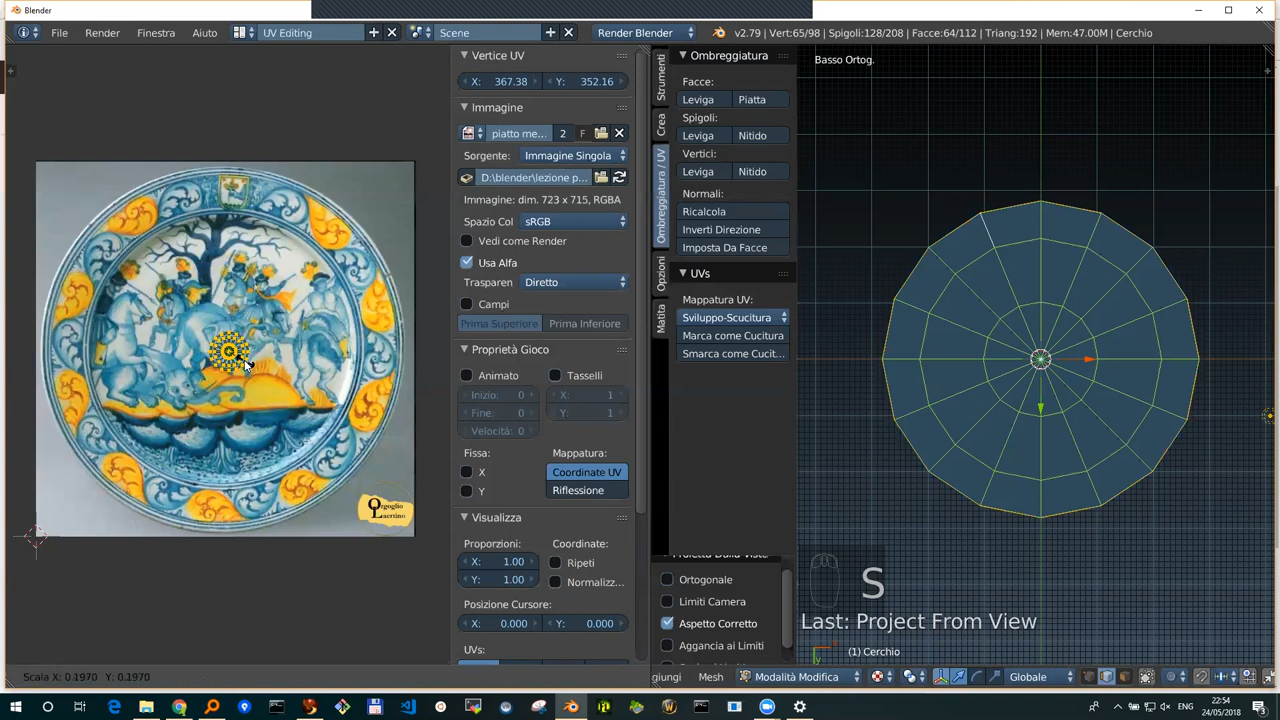 Blender
File Render Finestra Aiuto UV Editing Scene Render Blender v2.79 | Vert:65/98 | Spigoli:128/208 | Facce:64/112 | Triang:192 | Mem:47.00M | Cerchio
Vertice UV
X: 367.38 Y: 352.16
Immagine
piatto me... 2 F
Sorgente: Immagine Singola
D:\blender\lezione p...
Immagine: dim. 723 x 715, RGBA
Spazio Col sRGB
Vedi come Render
Usa Alfa
Trasparen Diretto
Campi
Prima Superiore Prima Inferiore
Proprietà Gioco
Animato Tasselli
Inizio: 0 X: 1
Fine: 0 Y: 1
Velocità: 0
Fissa: Mappatura:
X Coordinate UV
Y Riflessione
Visualizza
Proporzioni: Coordinate:
X: 1.00 Ripeti
Y: 1.00 Normalizz...
Posizione Cursore:
X: 0.000 Y: 0.000
UVs:
Strumenti
Crea
Ombreggiatura / UV
Opzioni
Matita
Ombreggiatura
Facce:
Leviga Piatta
Spigoli:
Leviga Nitido
Vertici:
Leviga Nitido
Normali:
Ricalcola
Inverti Direzione
Imposta Da Facce
UVs
Mappatura UV:
Sviluppo-Scucitura
Marca come Cucitura
Smarca come Cucit...
Ortogonale
Limiti Camera
Aspetto Corretto
Aggancia ai Limiti
Basso Ortog.
S
Last: Project From View
(1) Cerchio
Orgoglio
Laertino
Scala X: 0.1970 Y: 0.1970
giungi Mesh Modalità Modifica Globale
ENG
22:54
24/05/2018